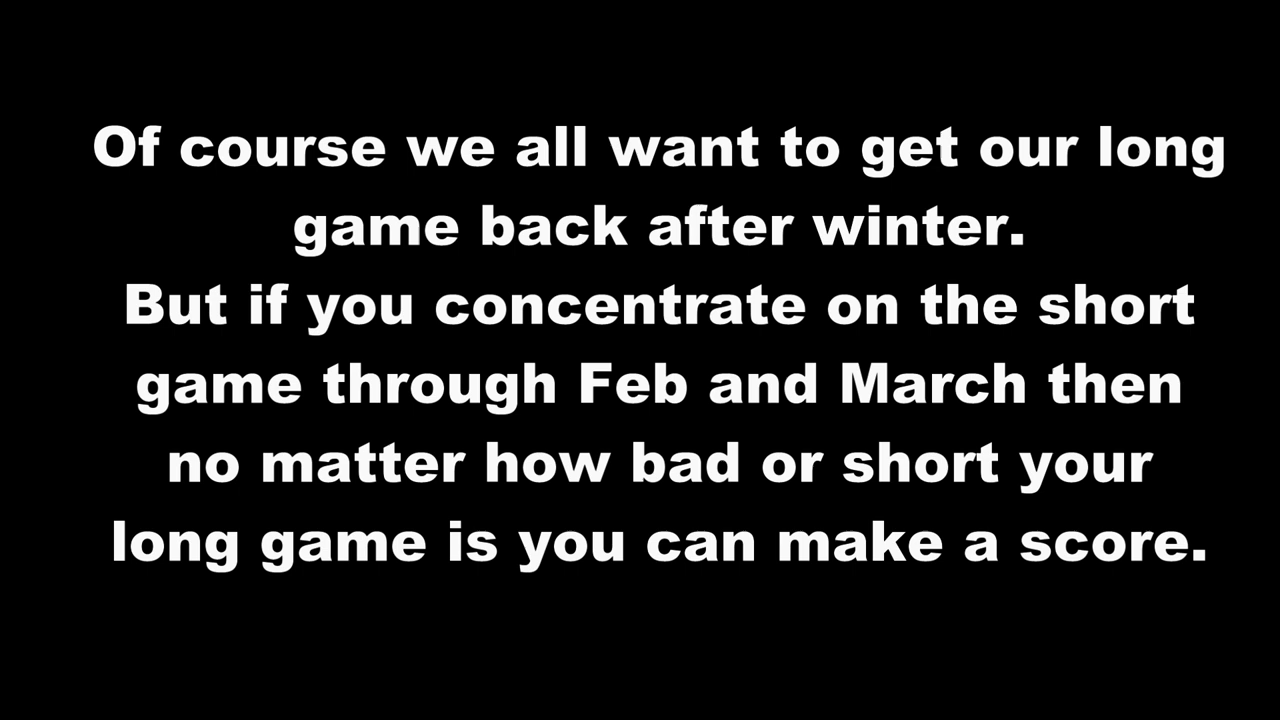 Of course we all want to get our long
game back after winter.
But if you concentrate on the short
game through Feb and March then
no matter how bad or short your
long game is you can make a score.